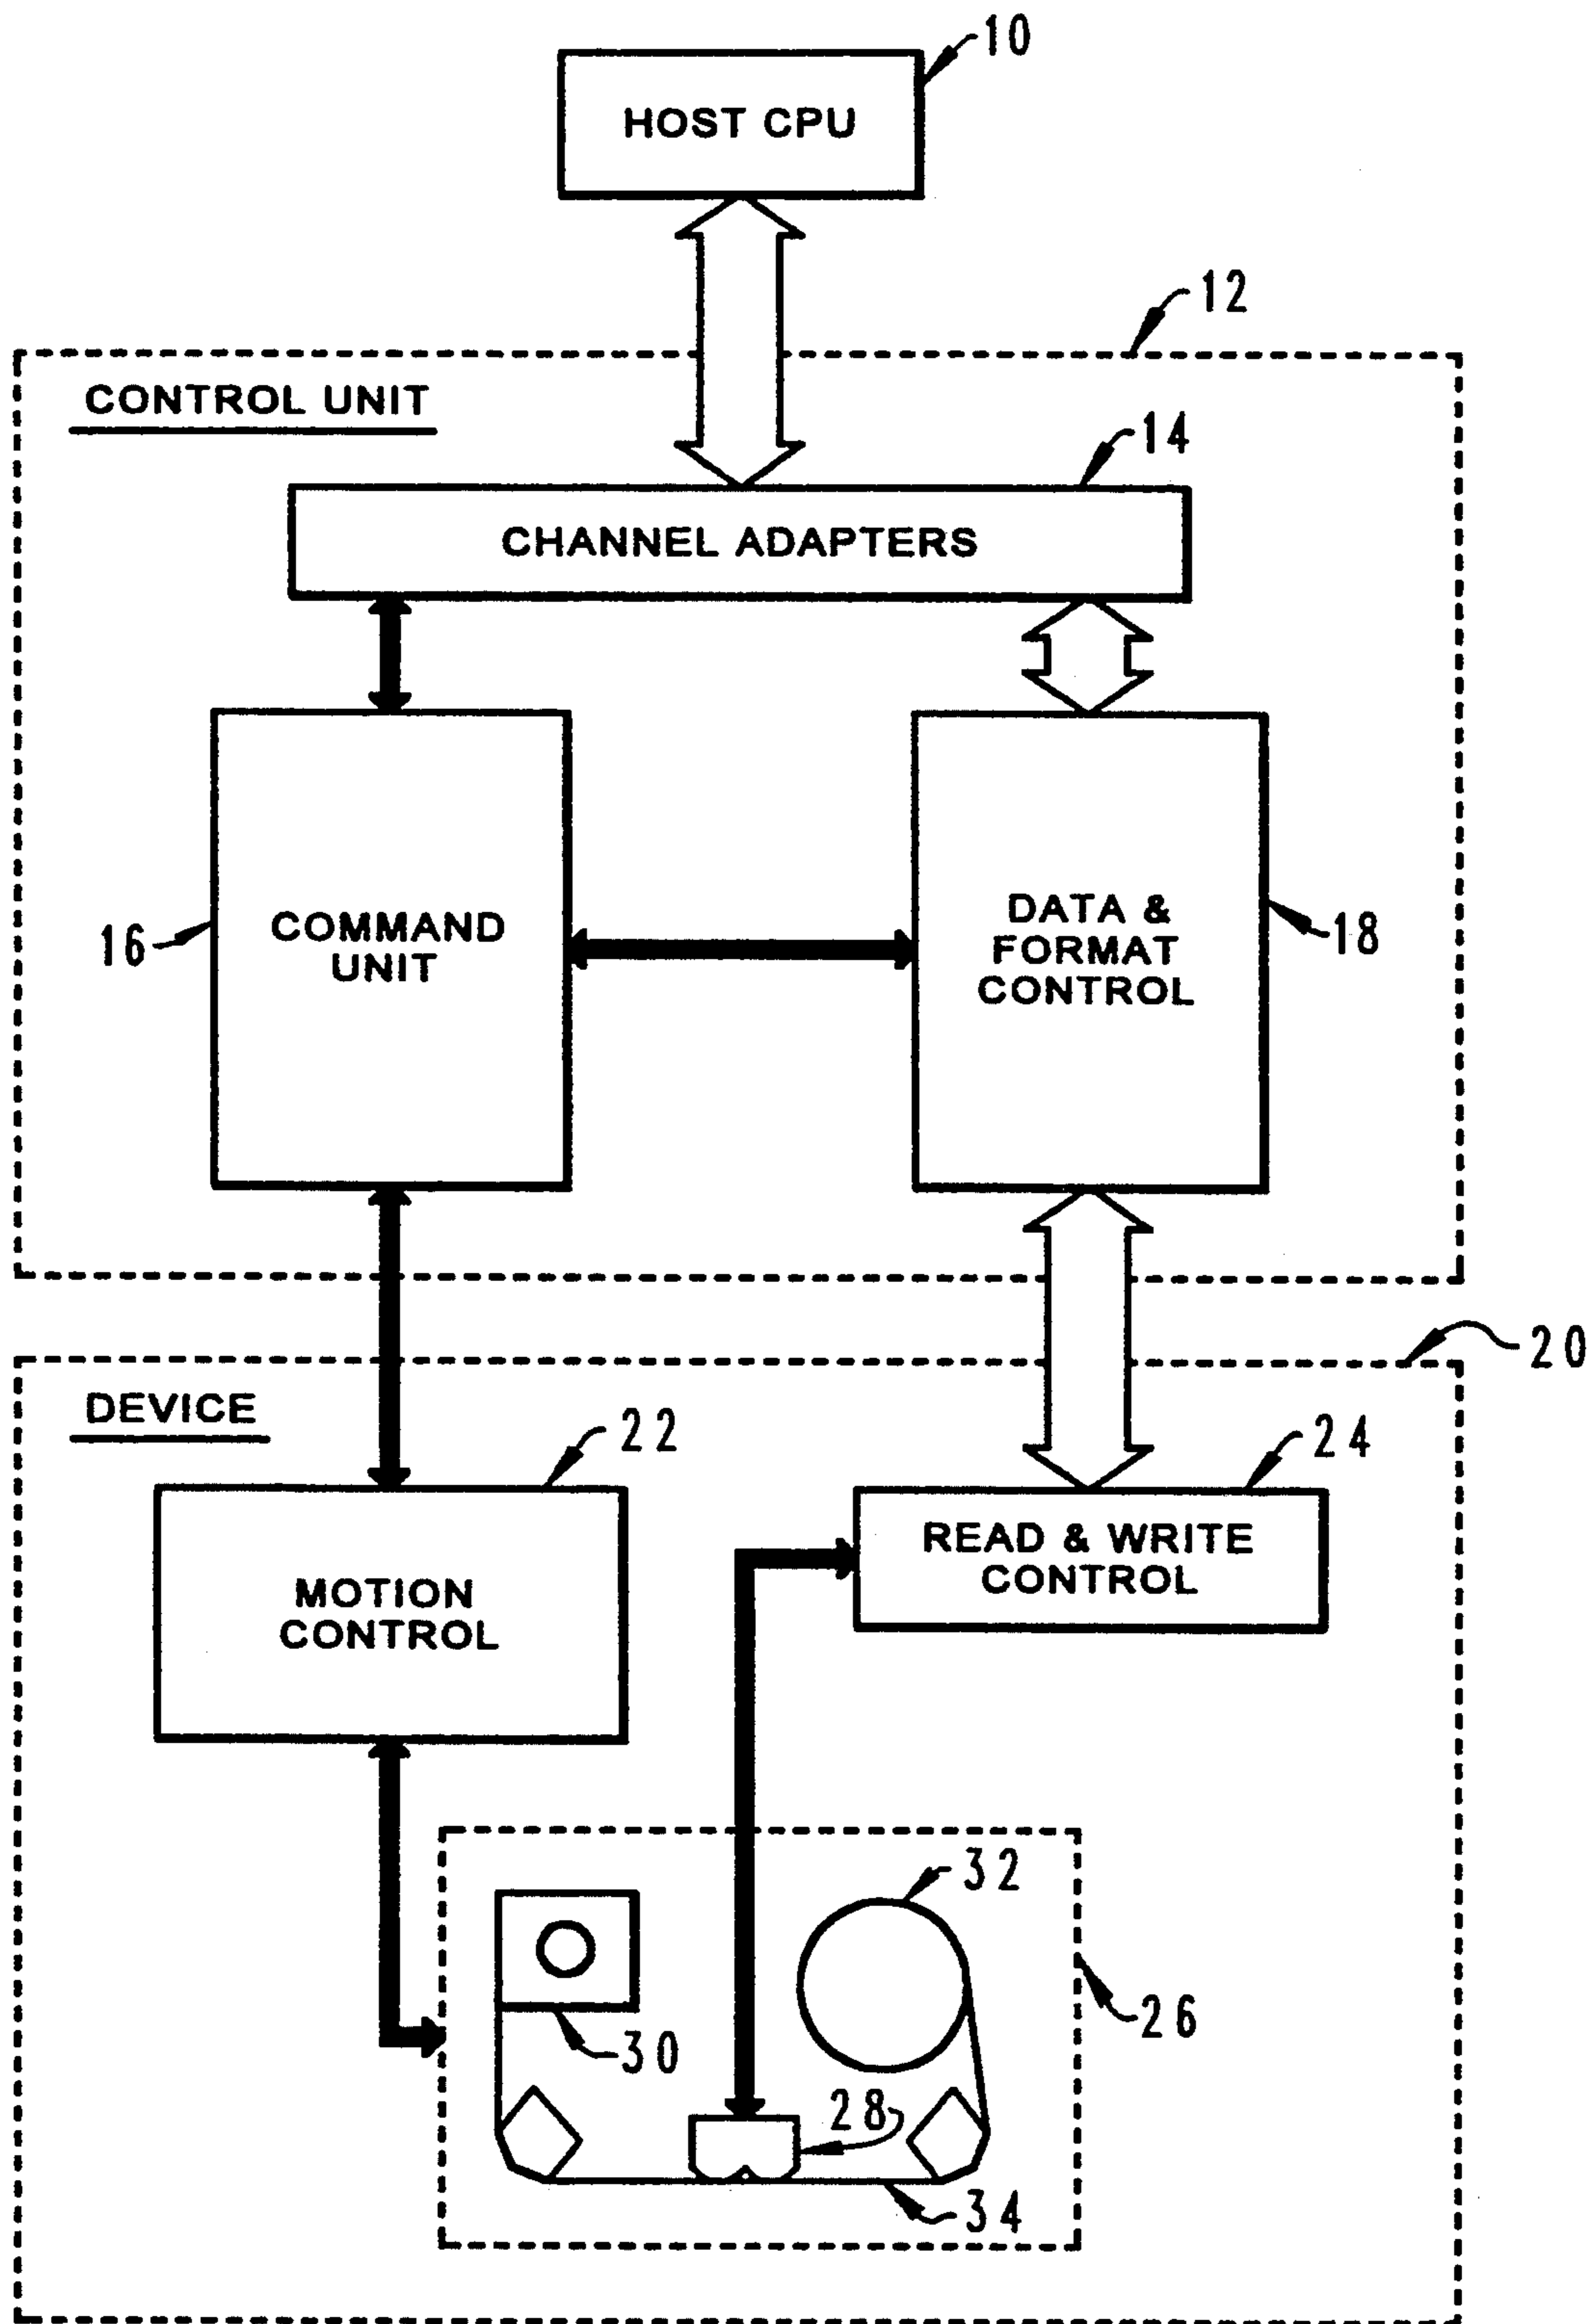 10
HOST CPU
12
CONTROL UNIT
14
CHANNEL ADAPTERS
16
COMMAND
UNIT
DATA &
FORMAT
CONTROL
18
20
DEVICE
22
24
MOTION
CONTROL
READ & WRITE
CONTROL
32
26
30
28
34